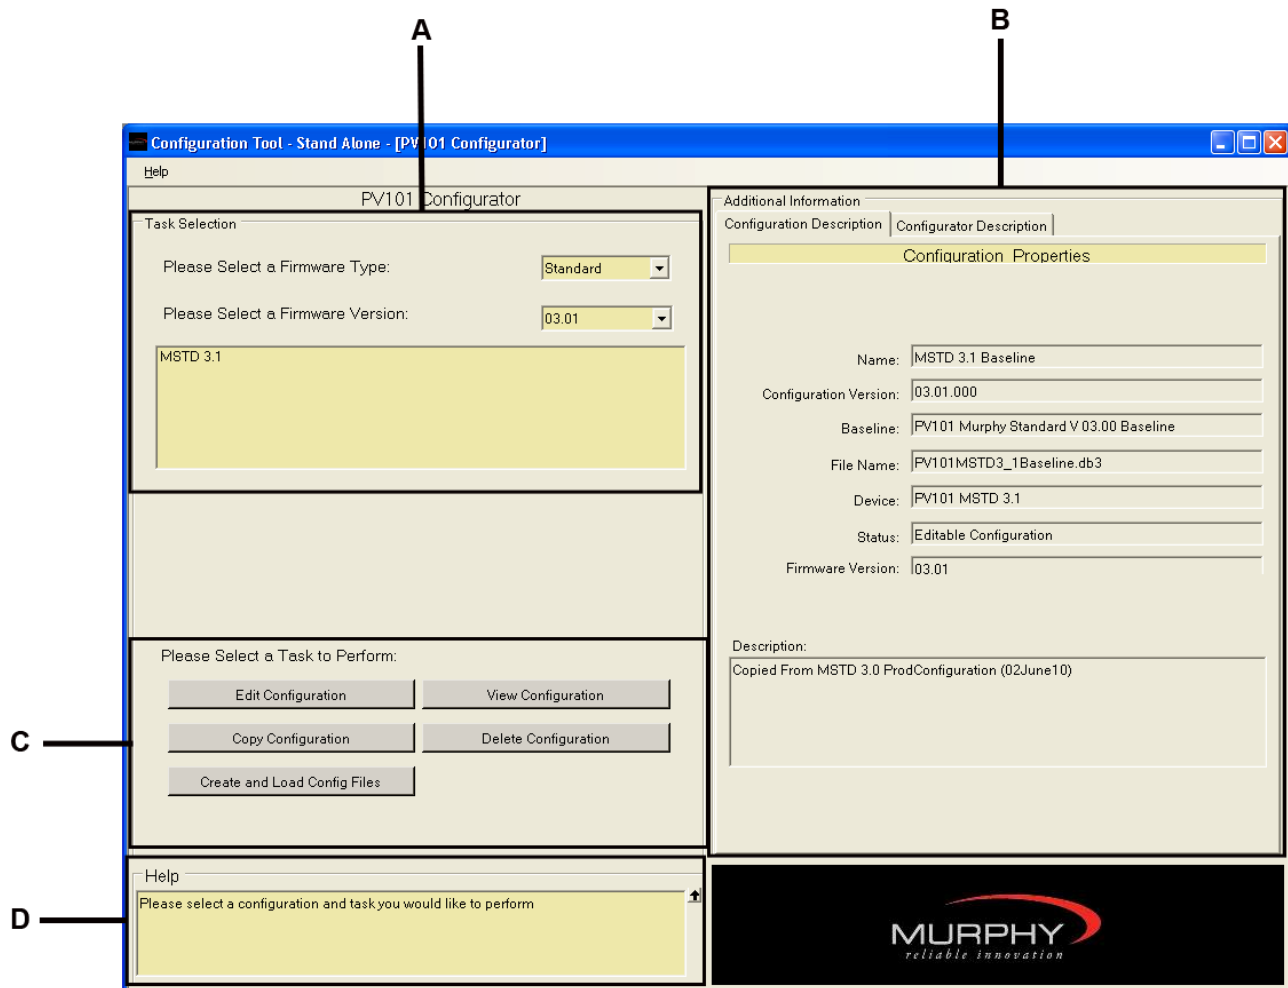 A
B
Configuration Tool - Stand Alone - [PV101 Configurator]
Help
PV101 Configurator
Task Selection
Please Select a Firmware Type:
Standard
Please Select a Firmware Version:
03.01
MSTD 3.1
Additional Information
Configuration Description
Configurator Description
Configuration Properties
Name: MSTD 3.1 Baseline
Configuration Version: 03.01.000
Baseline: PV101 Murphy Standard V 03.00 Baseline
File Name: PV101MSTD3_1Baseline.db3
Device: PV101 MSTD 3.1
Status: Editable Configuration
Firmware Version: 03.01
Description:
Copied From MSTD 3.0 ProdConfiguration (02June10)
C
Please Select a Task to Perform:
Edit Configuration
View Configuration
Copy Configuration
Delete Configuration
Create and Load Config Files
D
Help
Please select a configuration and task you would like to perform
MURPHY
reliable innovation